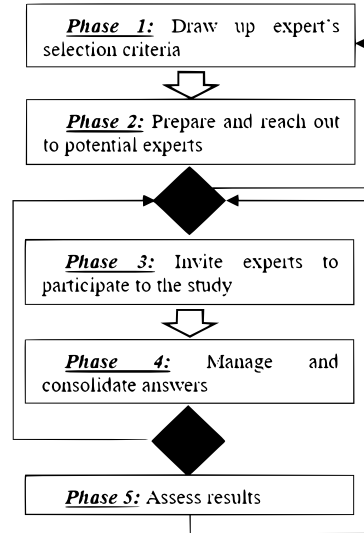 Phase 1: Draw up expert's
selection criteria
Phase 2: Prepare and reach out
to potential experts
Phase 3: Invite experts to
participate to the study
Phase 4: Manage and
consolidate answers
Phase 5: Assess results